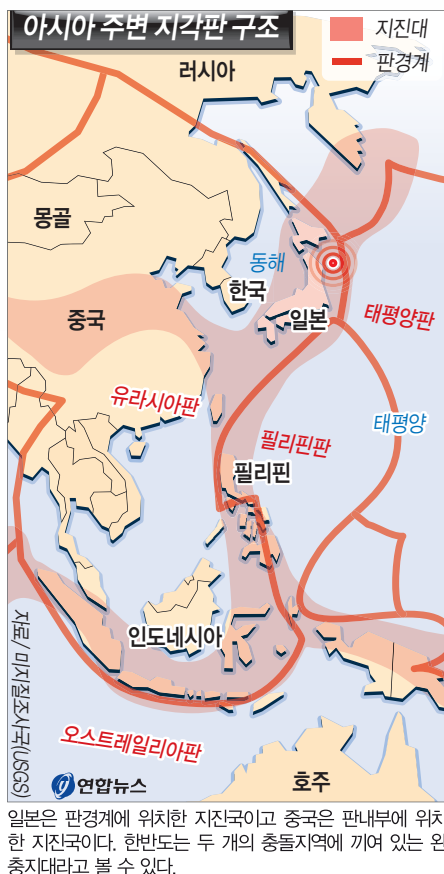 아시아 주변 지각판 구조
지진대
판경계
러시아
몽골
동해
한국
중국
일본
태평양판
유라시아판
태평양
필리핀판
필리핀
인도네시아
자료/미지질조사국(USGS)
오스트레일리아판
연합뉴스
호주
일본은 판경계에 위치한 지진국이고 중국은 판내부에 위치
한 지진국이다. 한반도는 두 개의 충돌지역에 끼여 있는 완
충지대라고 볼 수 있다.